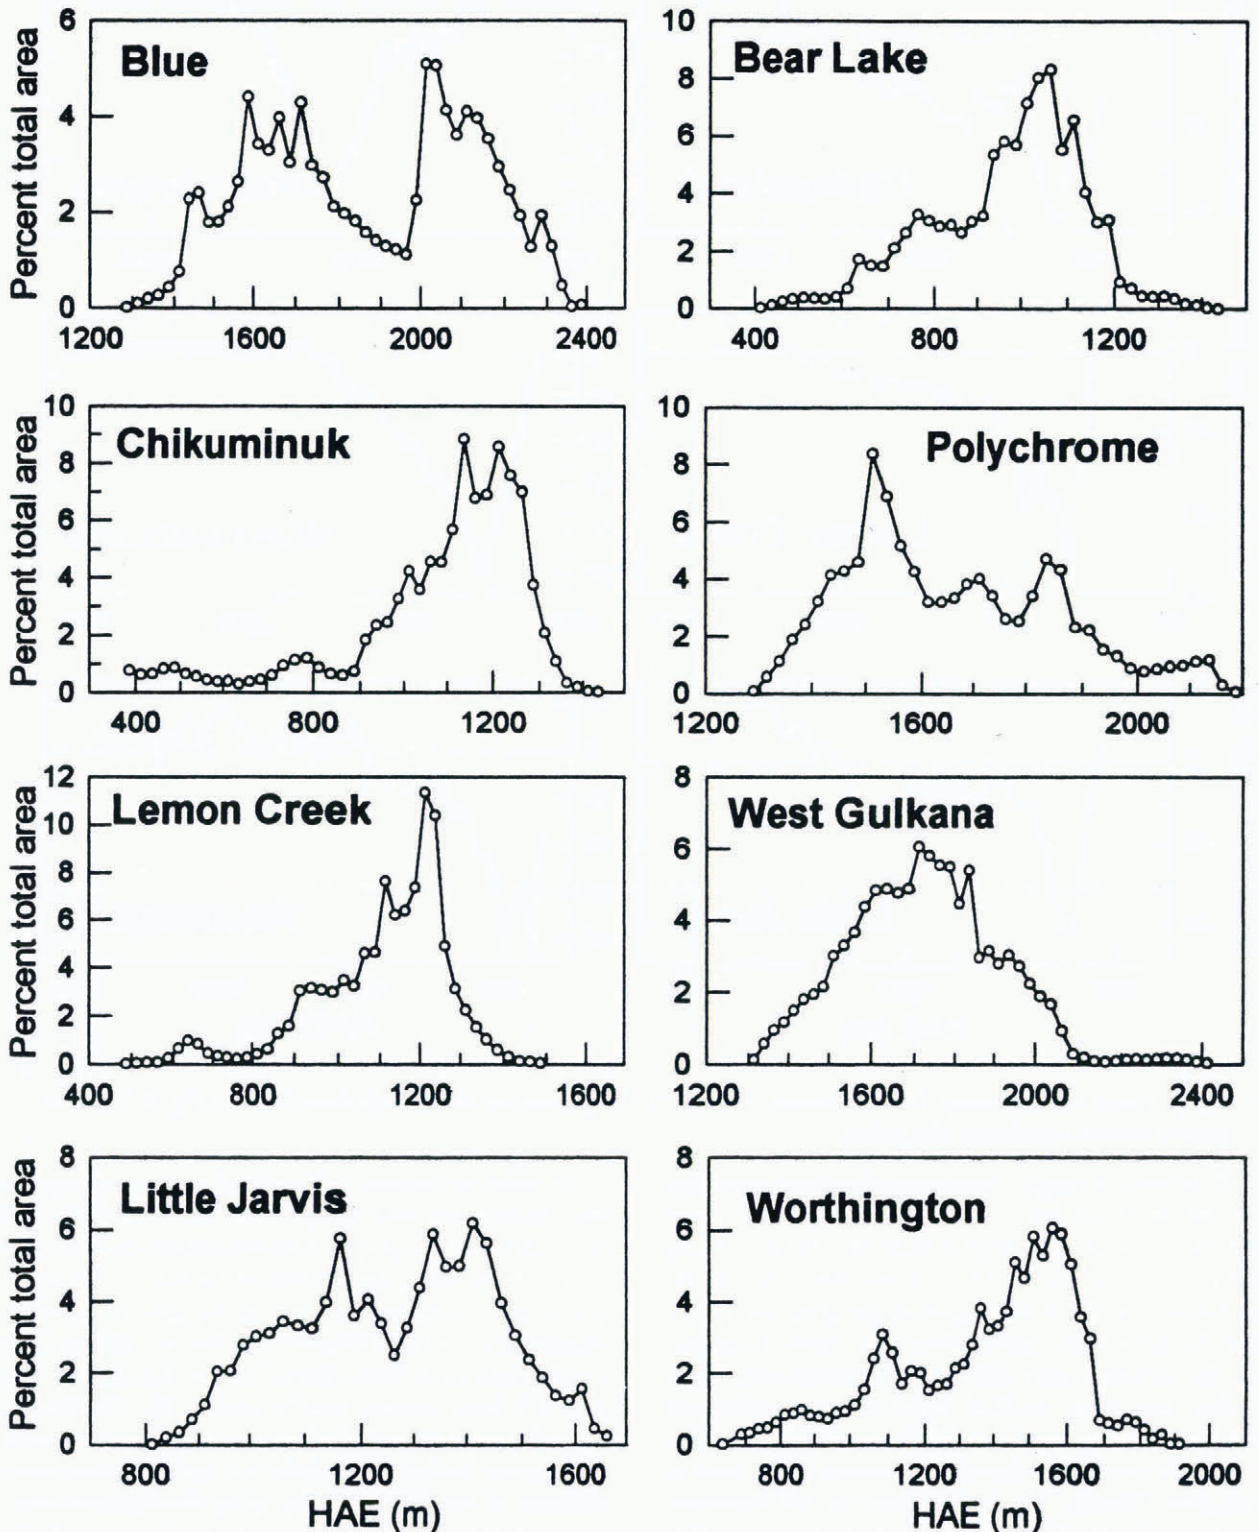 Blue
Percent total area
6
4
2
0
1200 1600 2000 2400
Bear Lake
10
8
6
4
2
0
400 800 1200
Chikuminuk
Percent total area
10
8
6
4
2
0
400 800 1200
Polychrome
10
8
6
4
2
0
1200 1600 2000
Lemon Creek
Percent total area
12
10
8
6
4
2
0
400 800 1200 1600
West Gulkana
8
6
4
2
0
1200 1600 2000 2400
Little Jarvis
Percent total area
8
6
4
2
0
800 1200 1600
HAE (m)
Worthington
8
6
4
2
0
800 1200 1600 2000
HAE (m)